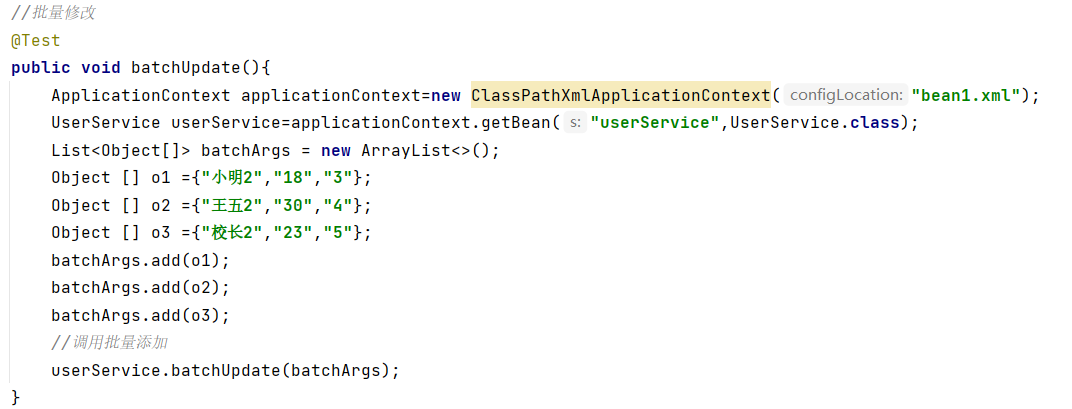 //批量修改
@Test
public void batchUpdate(){
    ApplicationContext applicationContext=new ClassPathXmlApplicationContext( configLocation: "bean1.xml");
    UserService userService=applicationContext.getBean( s: "userService",UserService.class);
    List<Object[]> batchArgs = new ArrayList<>();
    Object [] o1 ={"小明2","18","3"};
    Object [] o2 ={"王五2","30","4"};
    Object [] o3 ={"校长2","23","5"};
    batchArgs.add(o1);
    batchArgs.add(o2);
    batchArgs.add(o3);
    //调用批量添加
    userService.batchUpdate(batchArgs);
}